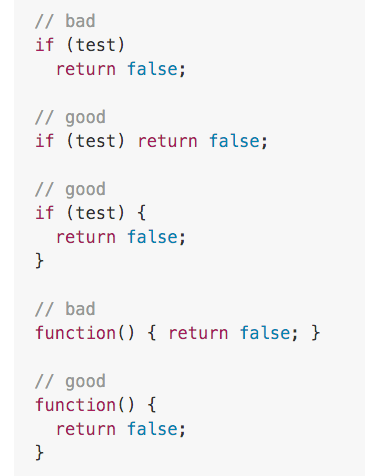 // bad
if (test)
  return false;

// good
if (test) return false;

// good
if (test) {
  return false;
}

// bad
function() { return false; }

// good
function() {
  return false;
}